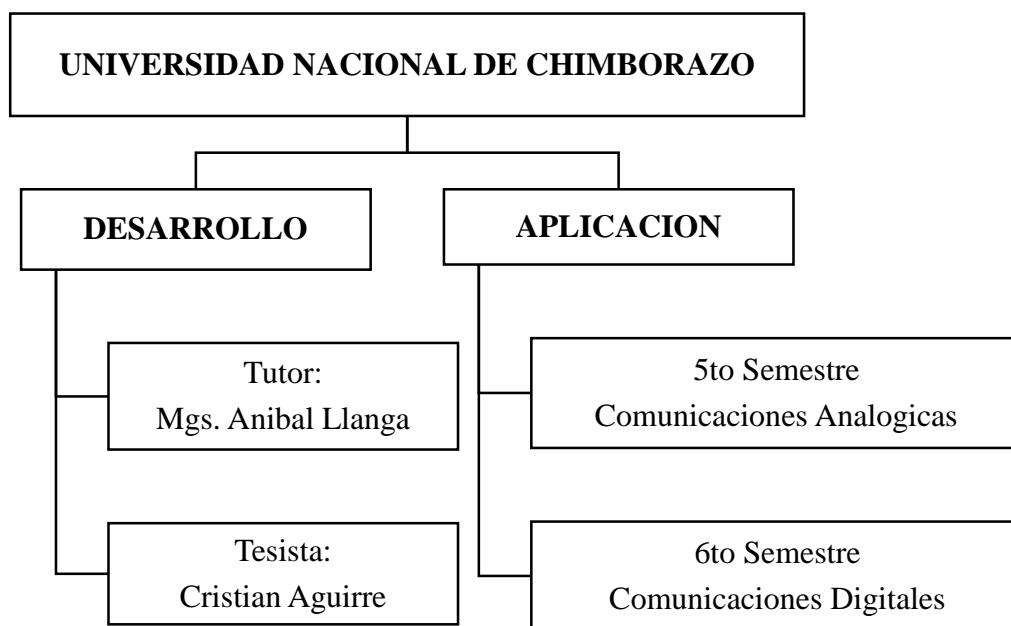 UNIVERSIDAD NACIONAL DE CHIMBORAZO
DESARROLLO
Tutor:
Mgs. Anibal Llanga
Tesista:
Cristian Aguirre
APLICACION
5to Semestre
Comunicaciones Analogicas
6to Semestre
Comunicaciones Digitales